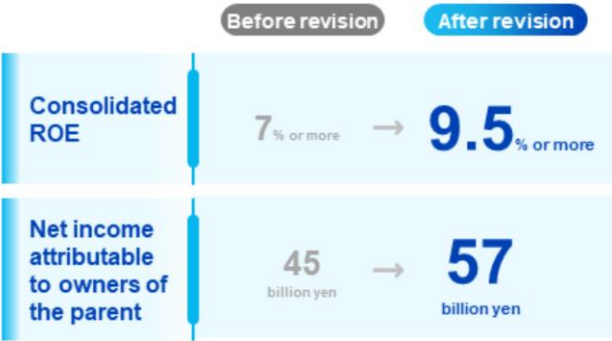 Before revision
After revision
Consolidated
ROE
7% or more → 9.5% or more
Net income
attributable
to owners of
the parent
45
billion yen
→
57
billion yen